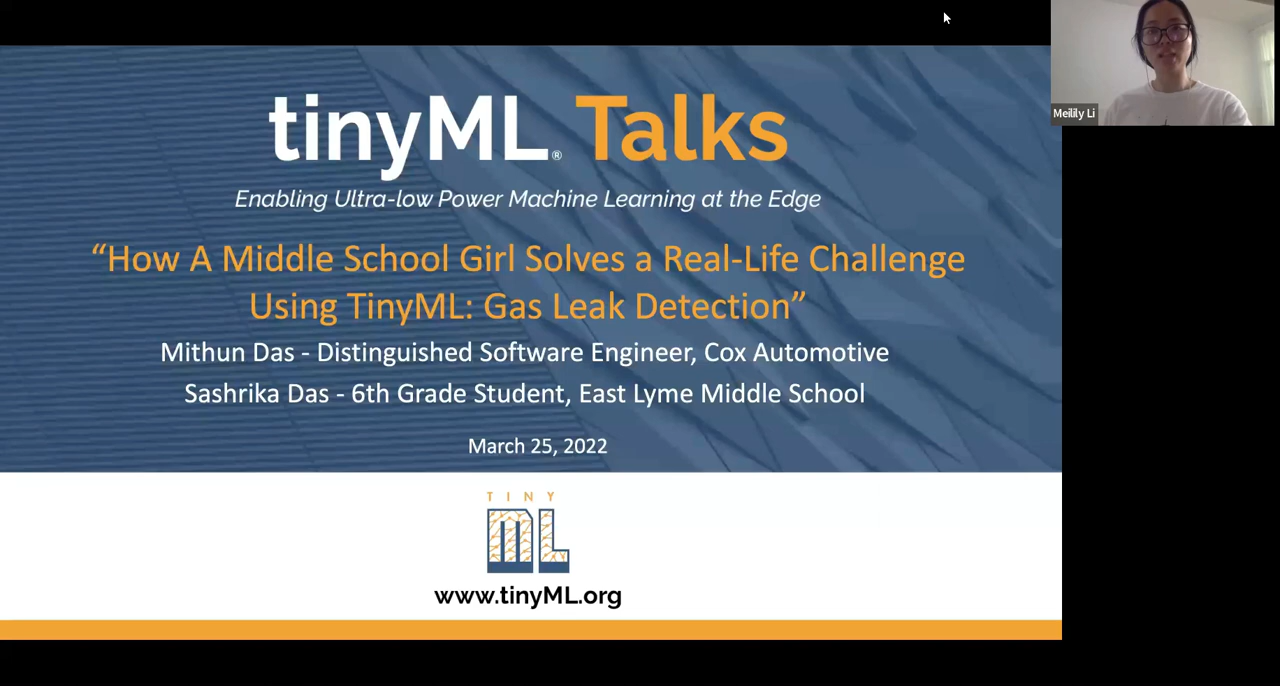 tinyML® Talks
Enabling Ultra-low Power Machine Learning at the Edge
“How A Middle School Girl Solves a Real-Life Challenge
Using TinyML: Gas Leak Detection”
Mithun Das - Distinguished Software Engineer, Cox Automotive
Sashrika Das - 6th Grade Student, East Lyme Middle School
March 25, 2022
TINY
ML
www.tinyML.org
Meilily Li